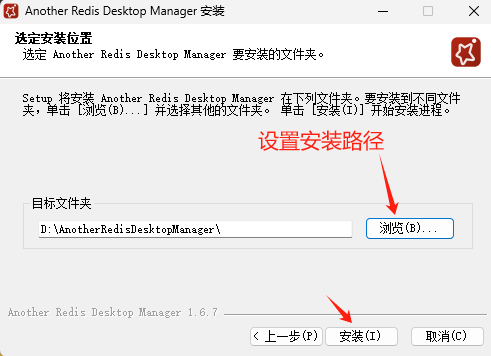 Another Redis Desktop Manager 安装
选定安装位置
选定 Another Redis Desktop Manager 要安装的文件夹。
Setup 将安装 Another Redis Desktop Manager 在下列文件夹。要安装到不同文件
夹，单击 [浏览(B)...] 并选择其他的文件夹。 单击 [安装(I)] 开始安装进程。
设置安装路径
目标文件夹
D:\AnotherRedisDesktopManager\
浏览(B)...
Another Redis Desktop Manager 1.6.7
< 上一步(P)
安装(I)
取消(C)